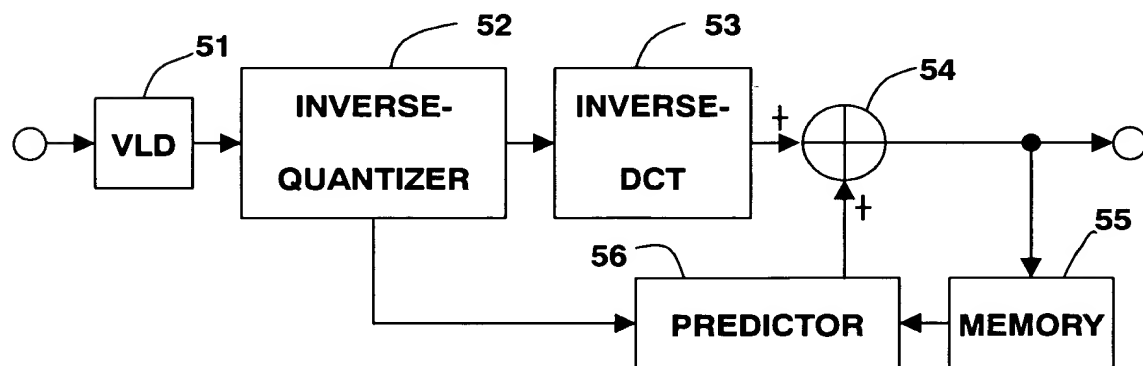 51
52
53
54
VLD
INVERSE-
QUANTIZER
INVERSE-
DCT
+
+
56
55
PREDICTOR
MEMORY